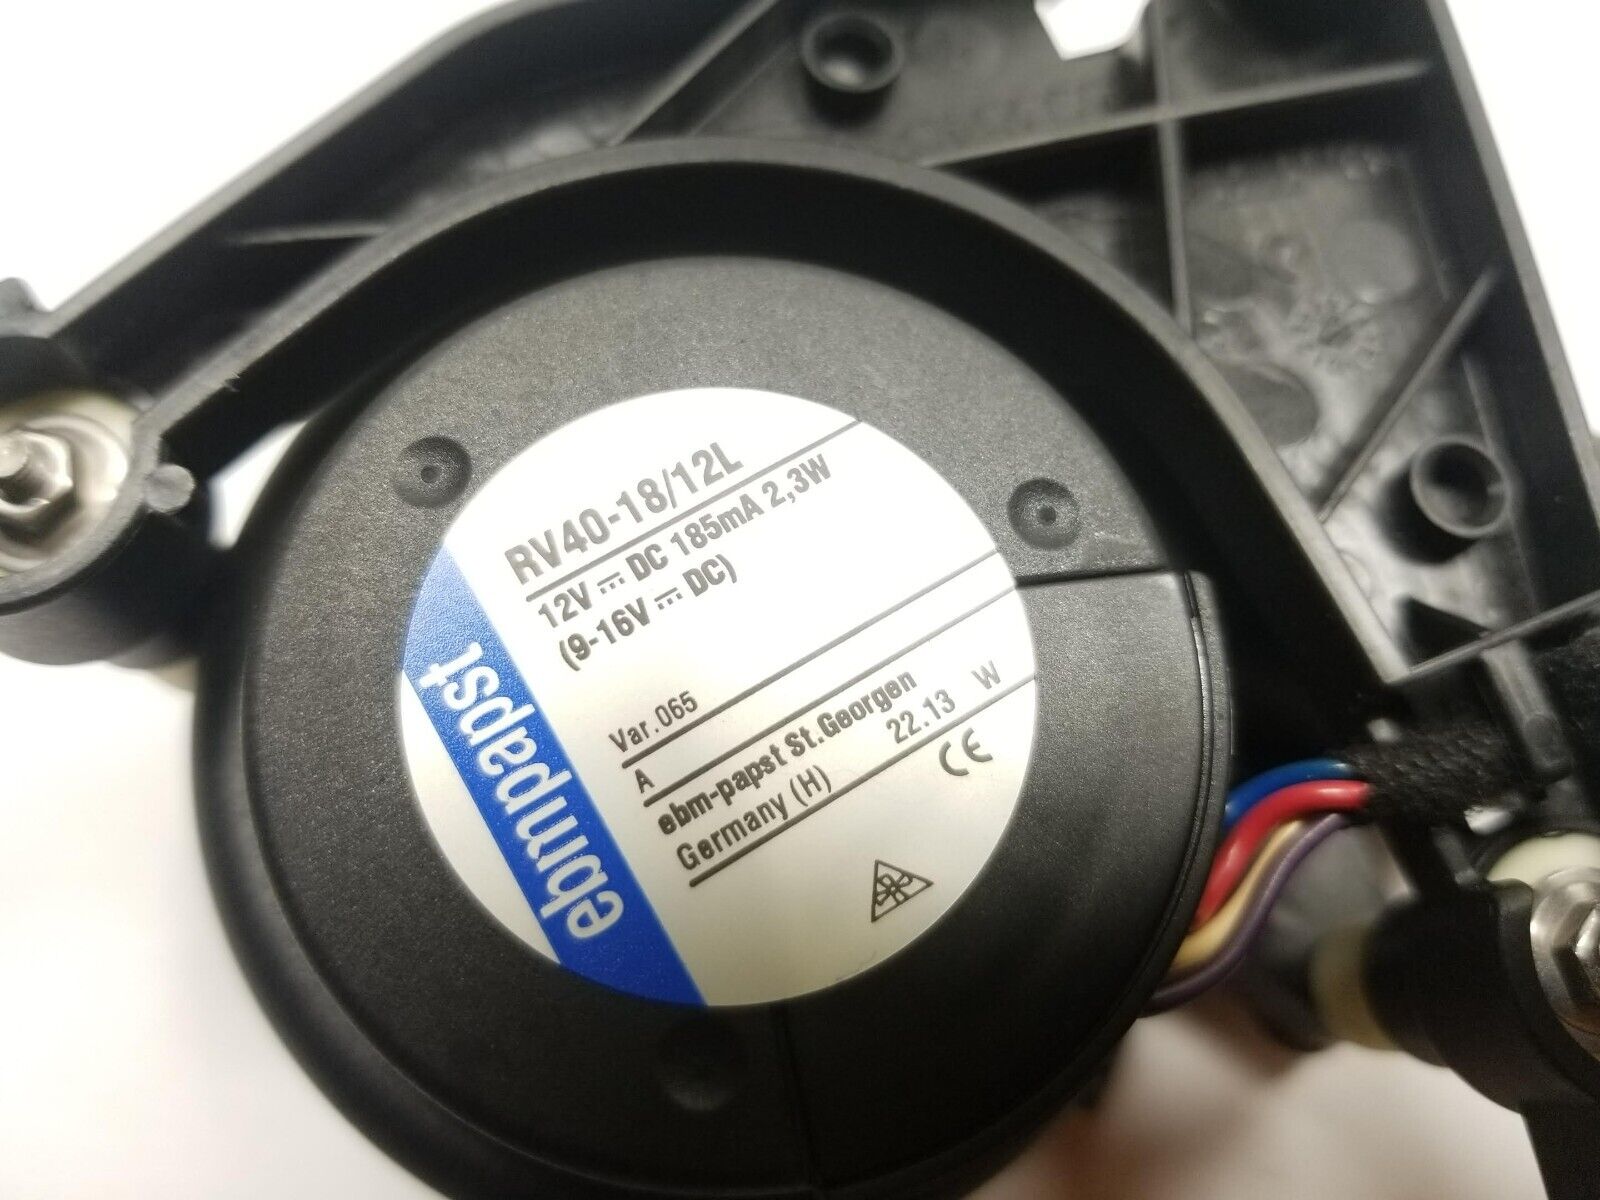 RV40-18/12L
12V ⎓ DC 185mA 2,3W
(9-16V ⎓ DC)
Var.065
A
ebm-papst St.Georgen
Germany (H) 22.13 W
CE
ebmpapst